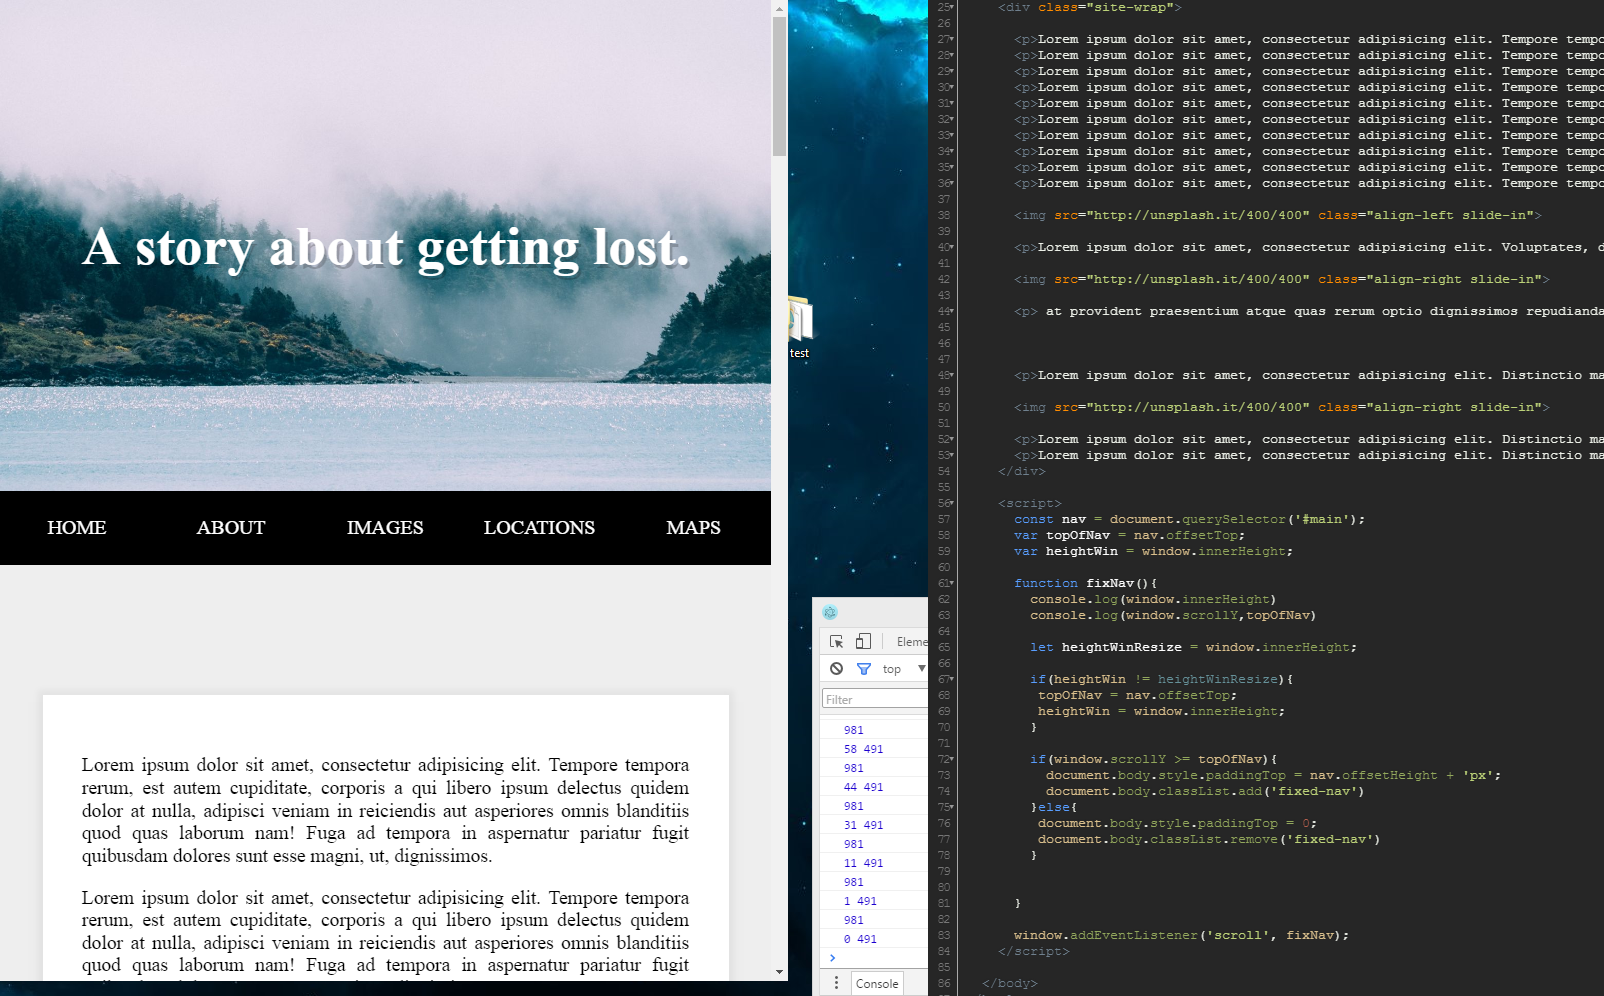 A story about getting lost.
HOME ABOUT IMAGES LOCATIONS MAPS
Lorem ipsum dolor sit amet, consectetur adipisicing elit. Tempore tempora
rerum, est autem cupiditate, corporis a qui libero ipsum delectus quidem
dolor at nulla, adipisci veniam in reiciendis aut asperiores omnis blanditiis
quod quas laborum nam! Fuga ad tempora in aspernatur pariatur fugit
quibusdam dolores sunt esse magni, ut, dignissimos.
Lorem ipsum dolor sit amet, consectetur adipisicing elit. Tempore tempora
rerum, est autem cupiditate, corporis a qui libero ipsum delectus quidem
dolor at nulla, adipisci veniam in reiciendis aut asperiores omnis blanditiis
quod quas laborum nam! Fuga ad tempora in aspernatur pariatur fugit
test
Eleme
top
Filter
981
58 491
981
44 491
981
31 491
981
11 491
981
1 491
981
0 491
Console
25 <div class="site-wrap">
26
27 <p>Lorem ipsum dolor sit amet, consectetur adipisicing elit. Tempore tempo
28 <p>Lorem ipsum dolor sit amet, consectetur adipisicing elit. Tempore tempo
29 <p>Lorem ipsum dolor sit amet, consectetur adipisicing elit. Tempore tempo
30 <p>Lorem ipsum dolor sit amet, consectetur adipisicing elit. Tempore tempo
31 <p>Lorem ipsum dolor sit amet, consectetur adipisicing elit. Tempore tempo
32 <p>Lorem ipsum dolor sit amet, consectetur adipisicing elit. Tempore tempo
33 <p>Lorem ipsum dolor sit amet, consectetur adipisicing elit. Tempore tempo
34 <p>Lorem ipsum dolor sit amet, consectetur adipisicing elit. Tempore tempo
35 <p>Lorem ipsum dolor sit amet, consectetur adipisicing elit. Tempore tempo
36 <p>Lorem ipsum dolor sit amet, consectetur adipisicing elit. Tempore tempo
37
38 <img src="http://unsplash.it/400/400" class="align-left slide-in">
39
40 <p>Lorem ipsum dolor sit amet, consectetur adipisicing elit. Voluptates, d
41
42 <img src="http://unsplash.it/400/400" class="align-right slide-in">
43
44 <p> at provident praesentium atque quas rerum optio dignissimos repudianda
45
46
47
48 <p>Lorem ipsum dolor sit amet, consectetur adipisicing elit. Distinctio ma
49
50 <img src="http://unsplash.it/400/400" class="align-right slide-in">
51
52 <p>Lorem ipsum dolor sit amet, consectetur adipisicing elit. Distinctio ma
53 <p>Lorem ipsum dolor sit amet, consectetur adipisicing elit. Distinctio ma
54 </div>
55
56 <script>
57 const nav = document.querySelector('#main');
58 var topOfNav = nav.offsetTop;
59 var heightWin = window.innerHeight;
60
61 function fixNav(){
62 console.log(window.innerHeight)
63 console.log(window.scrollY,topOfNav)
64
65 let heightWinResize = window.innerHeight;
66
67 if(heightWin != heightWinResize){
68 topOfNav = nav.offsetTop;
69 heightWin = window.innerHeight;
70 }
71
72 if(window.scrollY >= topOfNav){
73 document.body.style.paddingTop = nav.offsetHeight + 'px';
74 document.body.classList.add('fixed-nav')
75 }else{
76 document.body.style.paddingTop = 0;
77 document.body.classList.remove('fixed-nav')
78 }
79
80
81 }
82
83 window.addEventListener('scroll', fixNav);
84 </script>
85
86 </body>